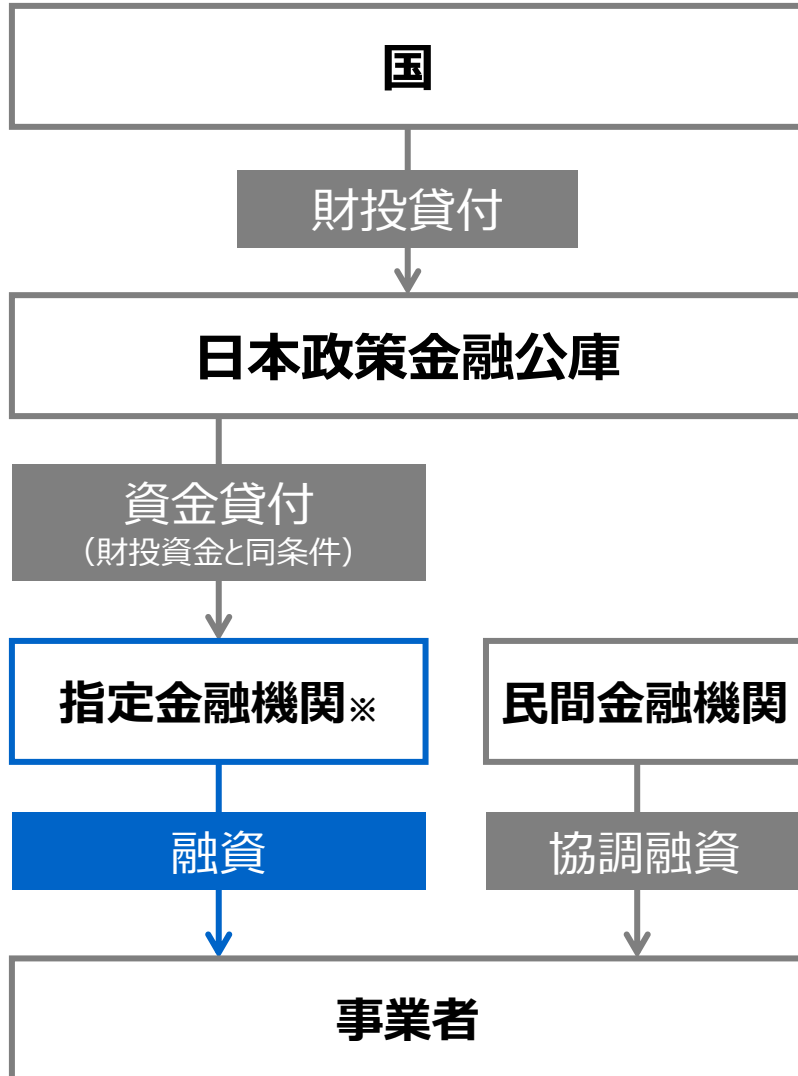 国
財投貸付
日本政策金融公庫
資金貸付
（財投資金と同条件）
指定金融機関※
民間金融機関
融資
協調融資
事業者